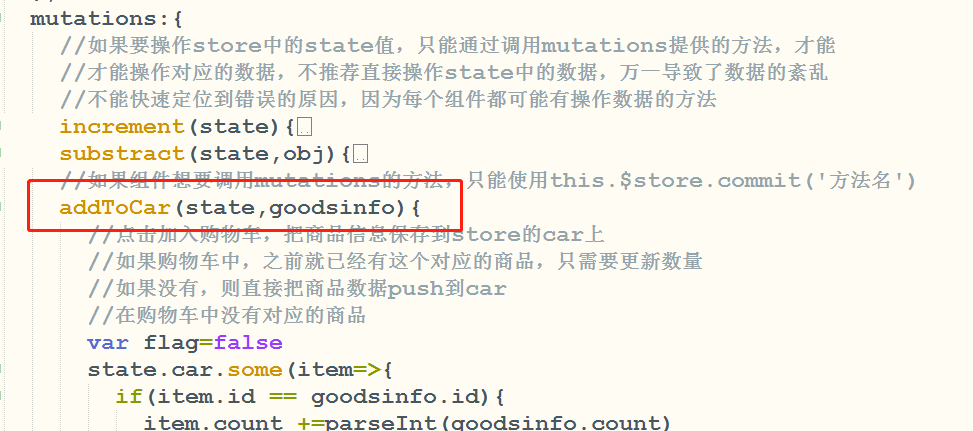 mutations:{
//如果要操作store中的state值，只能通过调用mutations提供的方法，才能
//才能操作对应的数据，不推荐直接操作state中的数据，万一导致了数据的紊乱
//不能快速定位到错误的原因，因为每个组件都可能有操作数据的方法
increment(state){..
substract(state,obj){..
//如果组件想要调用mutations的方法，只能使用this.$store.commit('方法名')
addToCar(state,goodsinfo){
//点击加入购物车，把商品信息保存到store的car上
//如果购物车中，之前就已经有这个对应的商品，只需要更新数量
//如果没有，则直接把商品数据push到car
//在购物车中没有对应的商品
var flag=false
state.car.some(item=>{
if(item.id == goodsinfo.id){
item.count +=parseInt(goodsinfo.count)